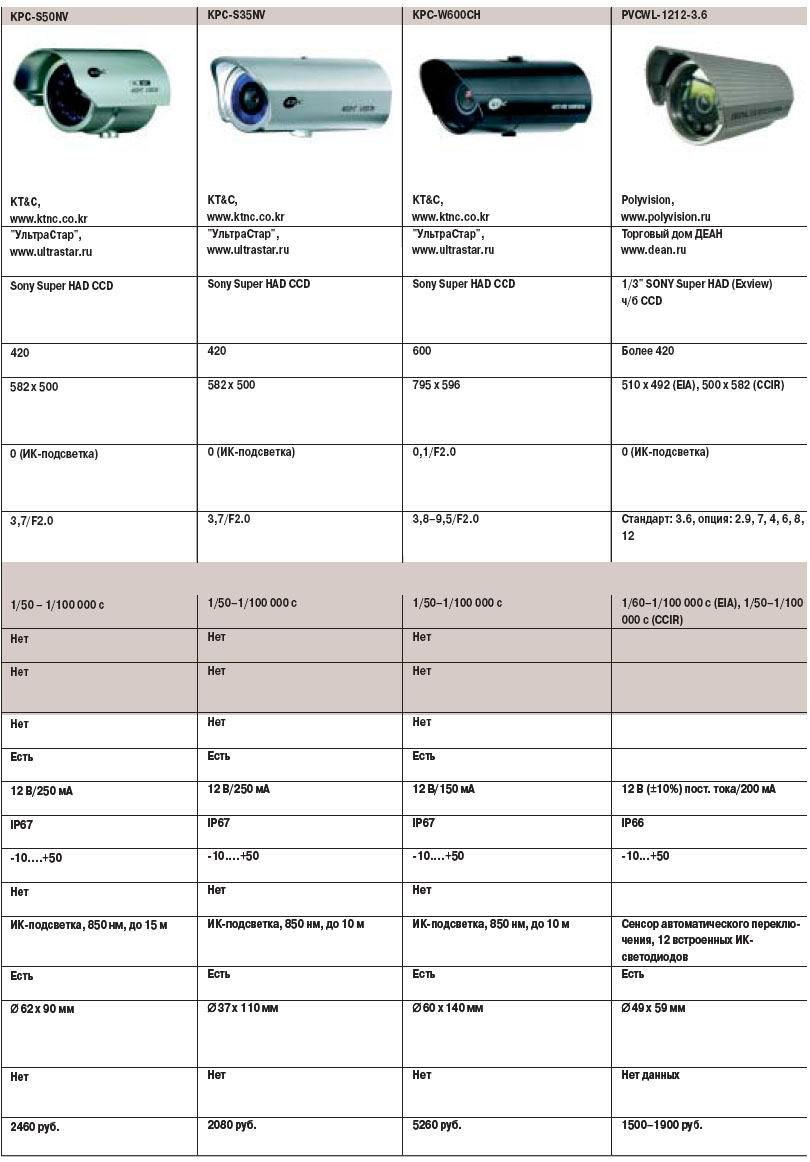 KPC-S50NV KPC-S35NV KPC-W600CH PVCWL-1212-3.6
KT&C, KT&C, KT&C, Polyvision,
www.ktnc.co.kr www.ktnc.co.kr www.ktnc.co.kr www.polyvision.ru
"УльтраСтар", "УльтраСтар", "УльтраСтар", Торговый дом ДЕАН
www.ultrastar.ru www.ultrastar.ru www.ultrastar.ru www.dean.ru
Sony Super HAD CCD Sony Super HAD CCD Sony Super HAD CCD 1/3" SONY Super HAD (Exview)
ч/б CCD
420 420 600 Более 420
582 x 500 582 x 500 795 x 596 510 x 492 (EIA), 500 x 582 (CCIR)
0 (ИК-подсветка) 0 (ИК-подсветка) 0,1/F2.0 0 (ИК-подсветка)
3,7/F2.0 3,7/F2.0 3,8–9,5/F2.0 Стандарт: 3.6, опция: 2.9, 7, 4, 6, 8,
12
1/50 – 1/100 000 с 1/50–1/100 000 с 1/50–1/100 000 с 1/60–1/100 000 с (EIA), 1/50–1/100
000 с (CCIR)
Нет Нет Нет
Нет Нет Нет
Нет Нет Нет
Есть Есть Есть
12 В/250 мА 12 В/250 мА 12 В/150 мА 12 В (±10%) пост. тока/200 мА
IP67 IP67 IP67 IP66
-10....+50 -10....+50 -10....+50 -10...+50
Нет Нет Нет
ИК-подсветка, 850 нм, до 15 м ИК-подсветка, 850 нм, до 10 м ИК-подсветка, 850 нм, до 10 м Сенсор автоматического переклю-
чения, 12 встроенных ИК-
светодиодов
Есть Есть Есть Есть
Ø 62 x 90 мм Ø 37 x 110 мм Ø 60 x 140 мм Ø 49 x 59 мм
Нет Нет Нет Нет данных
2460 руб. 2080 руб. 5260 руб. 1500–1900 руб.